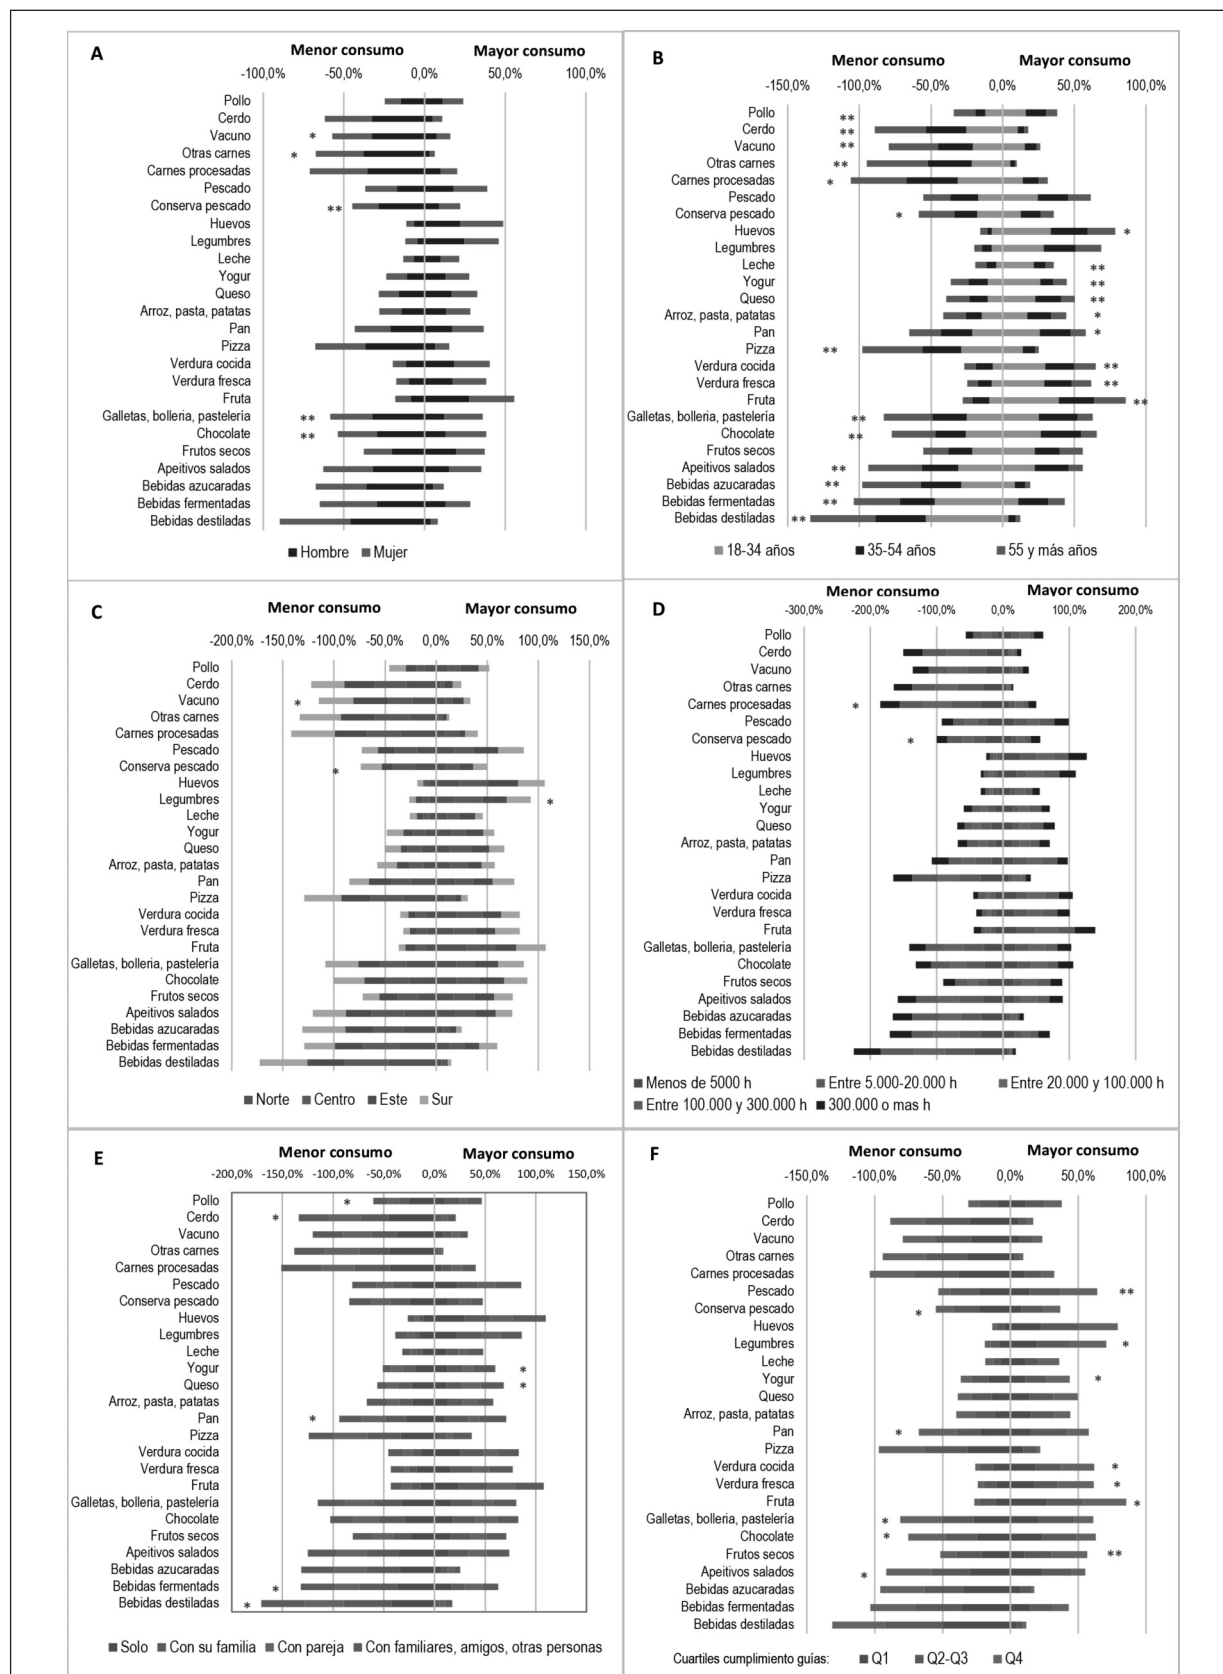 A
Menor consumo Mayor consumo
-100,0% -50,0% 0,0% 50,0% 100,0%
Pollo
Cerdo
Vacuno *
Otras carnes *
Carnes procesadas
Pescado
Conserva pescado **
Huevos
Legumbres
Leche
Yogur
Queso
Arroz, pasta, patatas
Pan
Pizza
Verdura cocida
Verdura fresca
Fruta
Galletas, bolleria, pastelería **
Chocolate **
Frutos secos
Apeitivos salados
Bebidas azucaradas
Bebidas fermentadas
Bebidas destiladas
Hombre Mujer
B
Menor consumo Mayor consumo
-150,0% -100,0% -50,0% 0,0% 50,0% 100,0%
Pollo **
Cerdo **
Vacuno **
Otras carnes **
Carnes procesadas *
Pescado
Conserva pescado *
Huevos *
Legumbres
Leche **
Yogur **
Queso **
Arroz, pasta, patatas *
Pan *
Pizza **
Verdura cocida **
Verdura fresca **
Fruta **
Galletas, bolleria, pastelería **
Chocolate **
Frutos secos
Apeitivos salados **
Bebidas azucaradas **
Bebidas fermentadas **
Bebidas destiladas **
18-34 años 35-54 años 55 y más años
C
Menor consumo Mayor consumo
-200,0% -150,0% -100,0% -50,0% 0,0% 50,0% 100,0% 150,0%
Pollo
Cerdo
Vacuno *
Otras carnes
Carnes procesadas
Pescado
Conserva pescado *
Huevos
Legumbres *
Leche
Yogur
Queso
Arroz, pasta, patatas
Pan
Pizza
Verdura cocida
Verdura fresca
Fruta
Galletas, bolleria, pastelería
Chocolate
Frutos secos
Apeitivos salados
Bebidas azucaradas
Bebidas fermentadas
Bebidas destiladas
Norte Centro Este Sur
D
Menor consumo Mayor consumo
-300,0% -200,0% -100,0% 0,0% 100,0% 200,0%
Pollo
Cerdo
Vacuno
Otras carnes
Carnes procesadas *
Pescado
Conserva pescado *
Huevos
Legumbres
Leche
Yogur
Queso
Arroz, pasta, patatas
Pan
Pizza
Verdura cocida
Verdura fresca
Fruta
Galletas, bolleria, pastelería
Chocolate
Frutos secos
Apeitivos salados
Bebidas azucaradas
Bebidas fermentadas
Bebidas destiladas
Menos de 5000 h Entre 5.000-20.000 h Entre 20.000 y 100.000 h
Entre 100.000 y 300.000 h 300.000 o mas h
E
Menor consumo Mayor consumo
-200,0% -150,0% -100,0% -50,0% 0,0% 50,0% 100,0% 150,0%
Pollo *
Cerdo *
Vacuno
Otras carnes
Carnes procesadas
Pescado
Conserva pescado
Huevos
Legumbres
Leche
Yogur *
Queso *
Arroz, pasta, patatas
Pan *
Pizza
Verdura cocida
Verdura fresca
Fruta
Galletas, bolleria, pastelería
Chocolate
Frutos secos
Apeitivos salados
Bebidas azucaradas
Bebidas fermentads *
Bebidas destiladas *
Solo Con su familia Con pareja Con familiares, amigos, otras personas
F
Menor consumo Mayor consumo
-150,0% -100,0% -50,0% 0,0% 50,0% 100,0%
Pollo
Cerdo
Vacuno
Otras carnes
Carnes procesadas
Pescado **
Conserva pescado *
Huevos
Legumbres *
Leche
Yogur *
Queso
Arroz, pasta, patatas
Pan *
Pizza
Verdura cocida *
Verdura fresca *
Fruta *
Galletas, bolleria, pastelería *
Chocolate *
Frutos secos **
Apeitivos salados *
Bebidas azucaradas
Bebidas fermentadas
Bebidas destiladas
Cuartiles cumplimiento guías: Q1 Q2-Q3 Q4